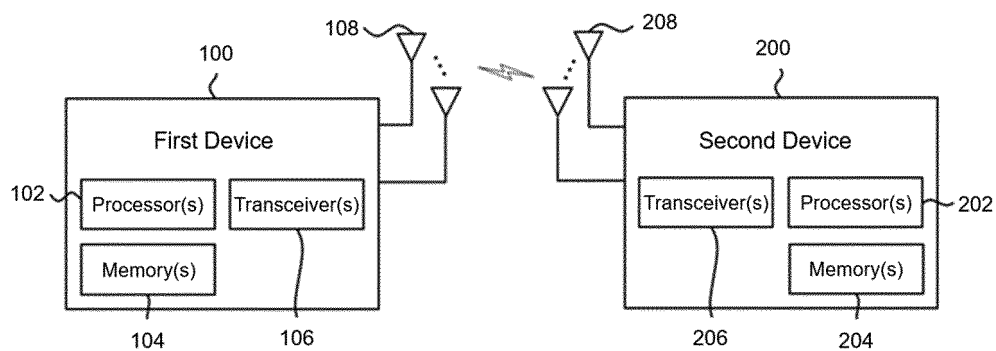 108
208
100
200
First Device
Second Device
102
Processor(s)
Transceiver(s)
Transceiver(s)
Processor(s)
202
Memory(s)
Memory(s)
104
106
206
204